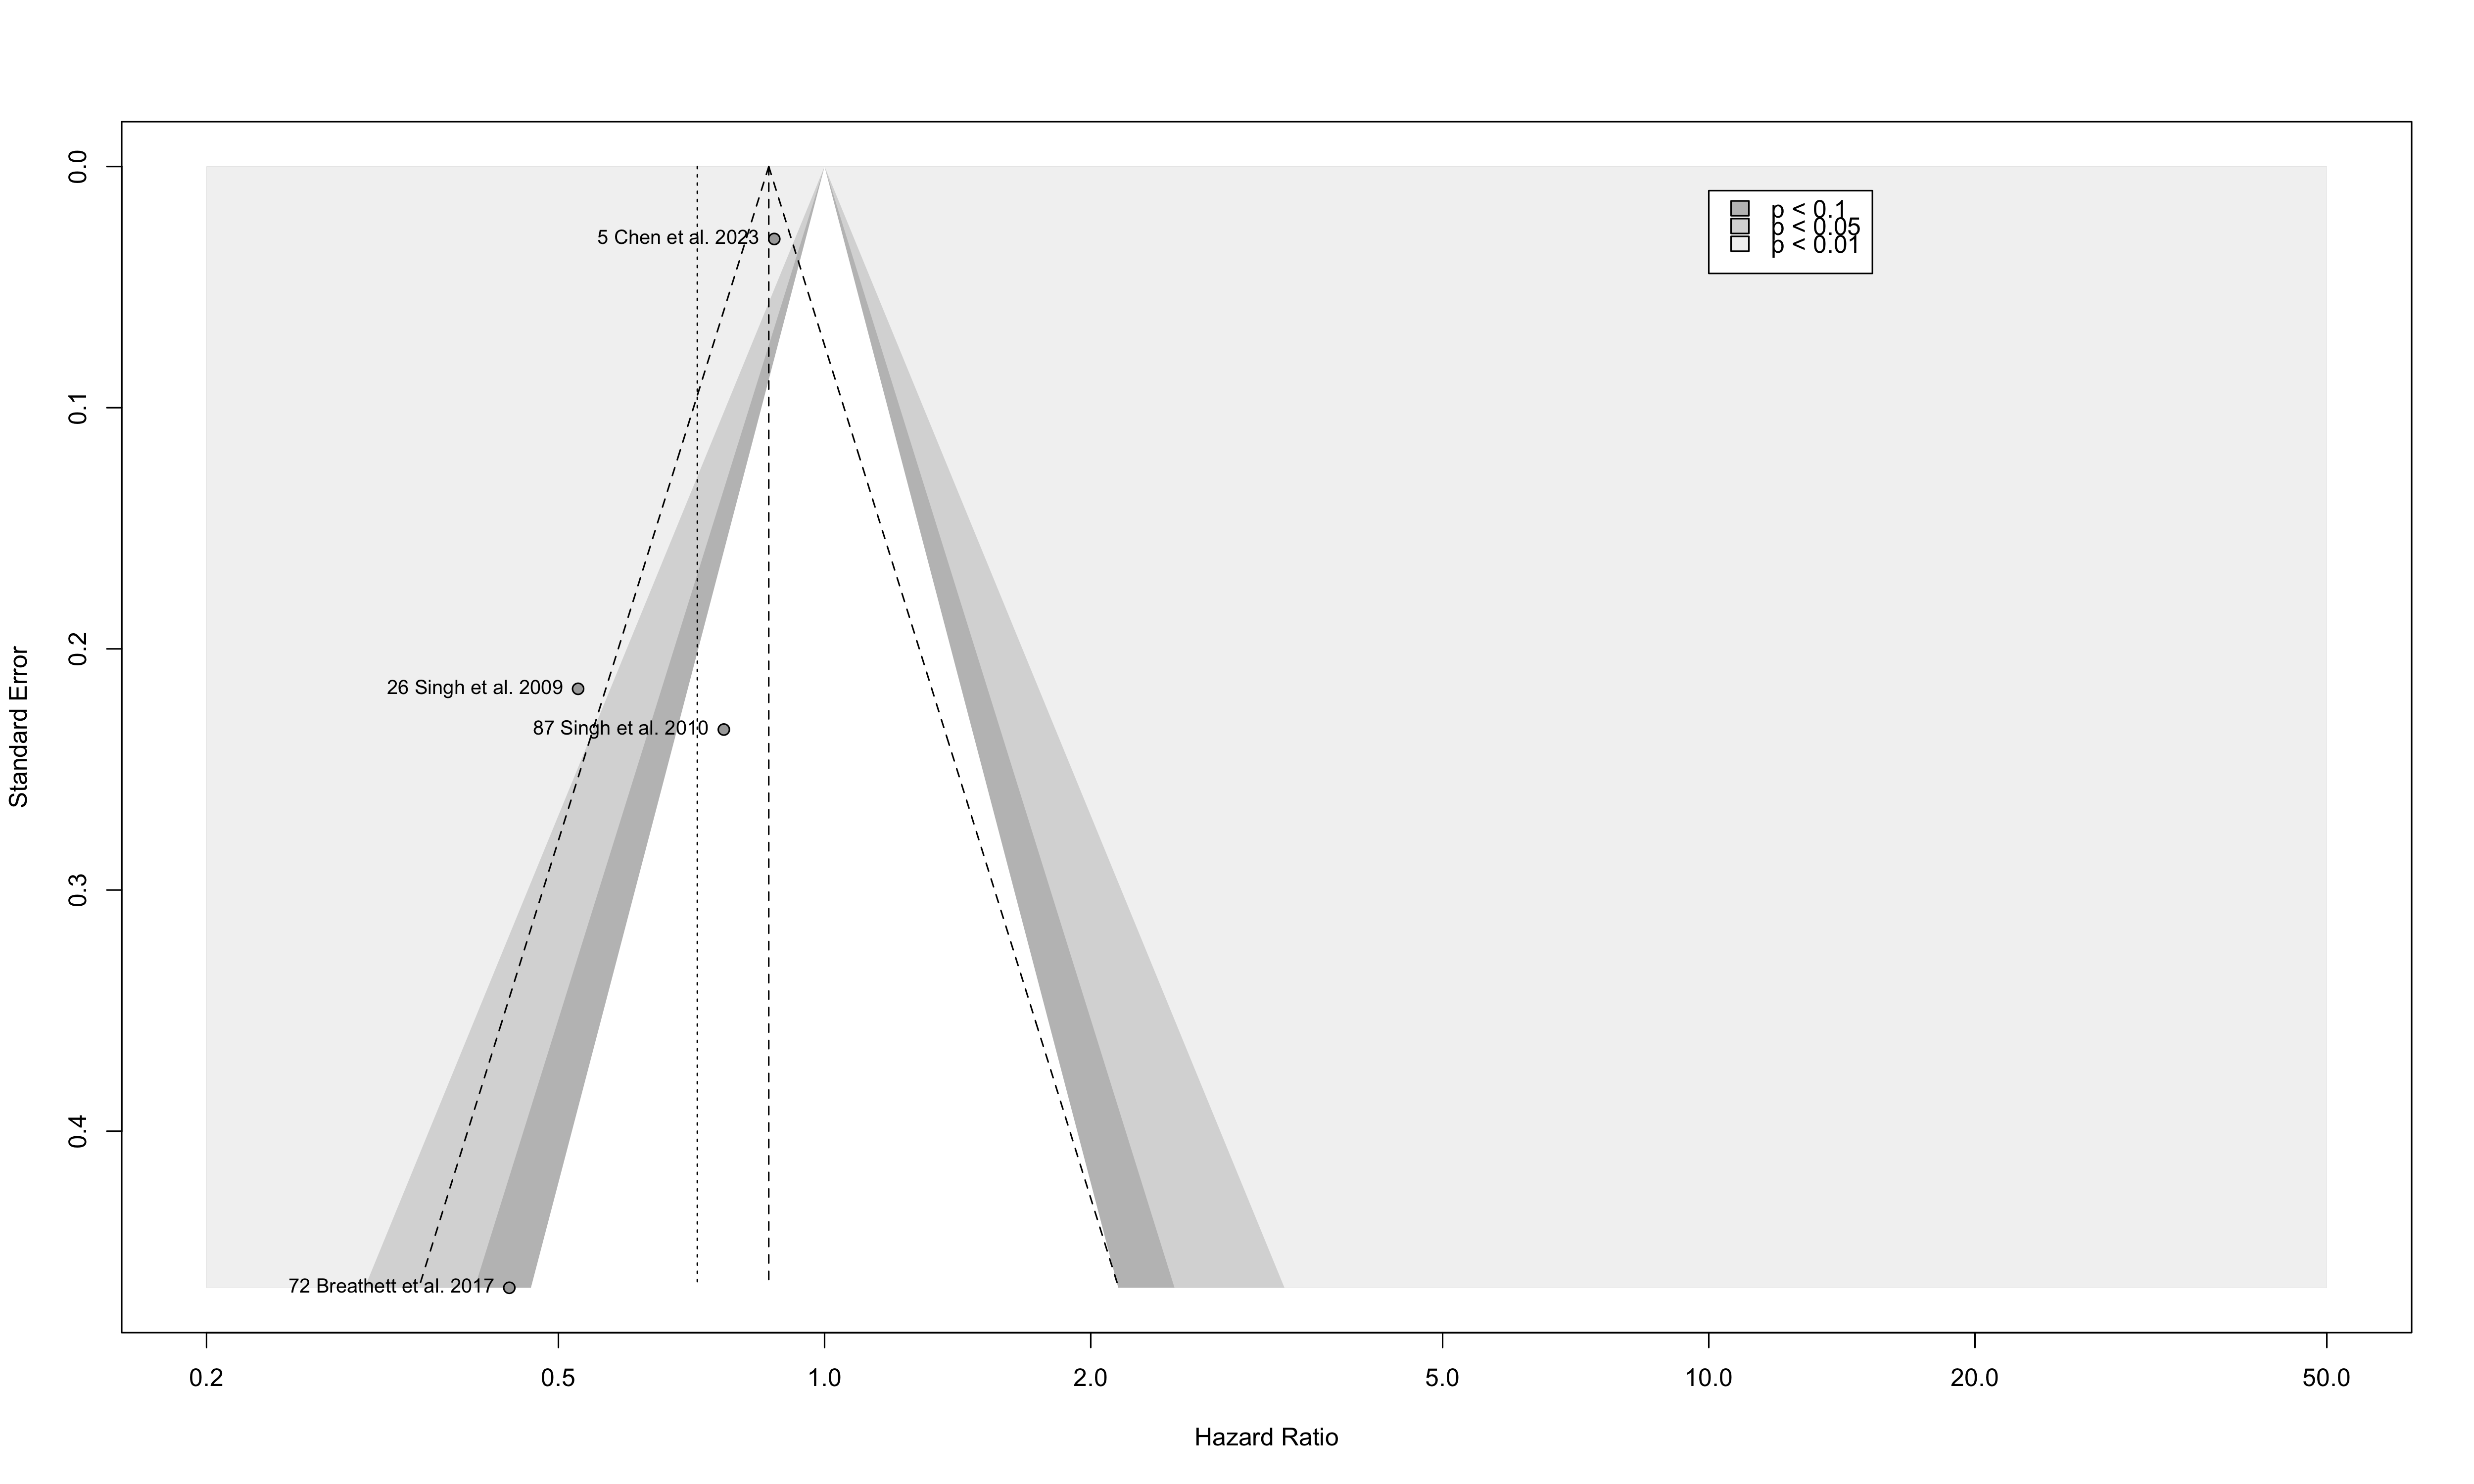 0.0
0.1
0.2
0.3
0.4
Standard Error
5 Chen et al. 2023
26 Singh et al. 2009
87 Singh et al. 2010
72 Breathett et al. 2017
p < 0.1
p < 0.05
p < 0.01
0.2 0.5 1.0 2.0 5.0 10.0 20.0 50.0
Hazard Ratio